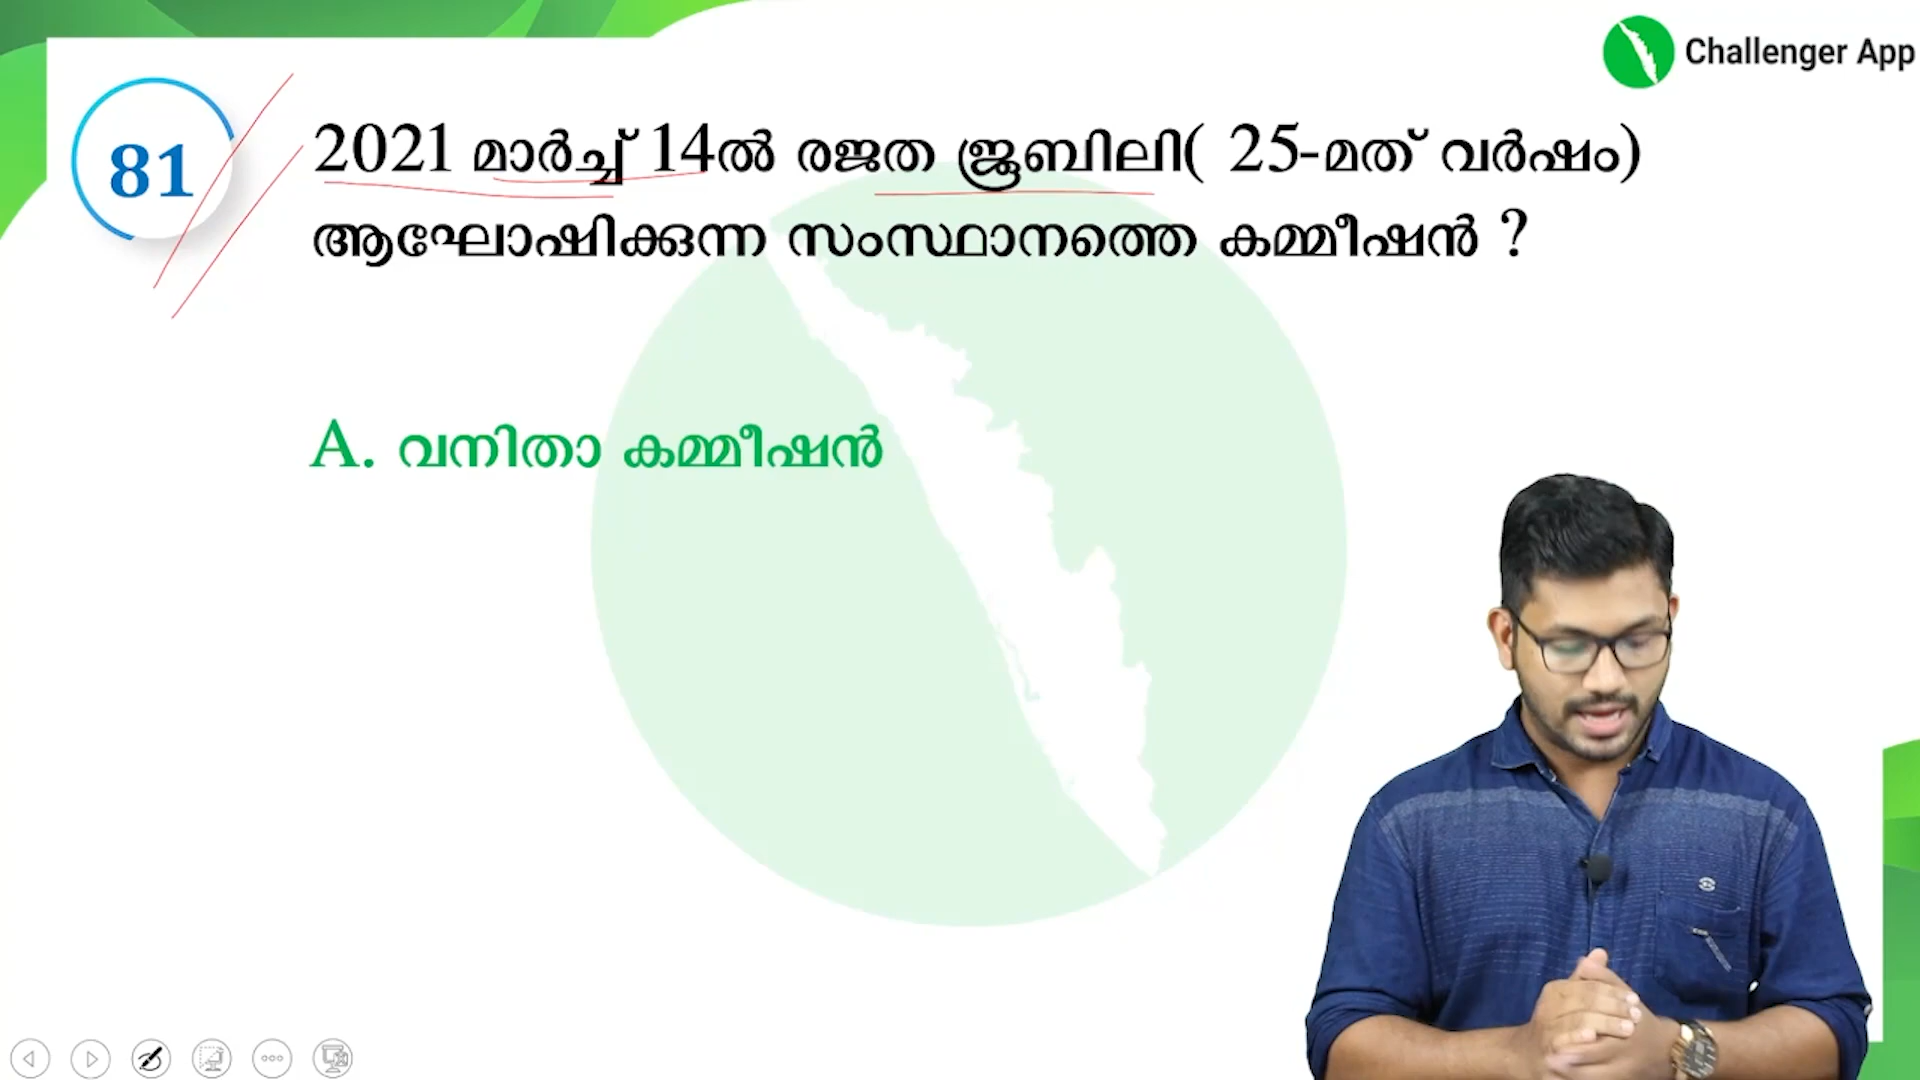 Challenger App
81
2021 മാർച്ച് 14ൽ രജത ജൂബിലി( 25-മത് വർഷം)
ആഘോഷിക്കുന്ന സംസ്ഥാനത്തെ കമ്മീഷൻ ?
A. വനിതാ കമ്മീഷൻ